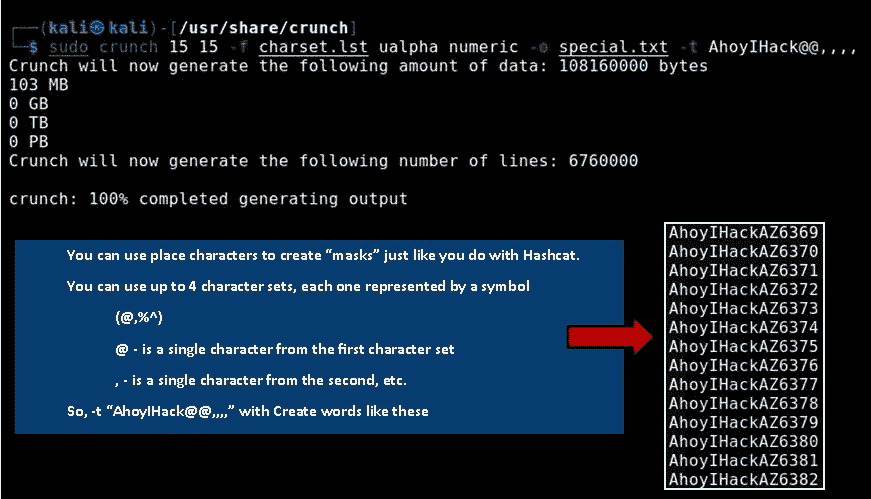 (kali㉿kali)-[/usr/share/crunch]
$ sudo crunch 15 15 -f charset.lst ualpha numeric -o special.txt -t AhoyIHack@@,,,,
Crunch will now generate the following amount of data: 108160000 bytes
103 MB
0 GB
0 TB
0 PB
Crunch will now generate the following number of lines: 6760000
crunch: 100% completed generating output
You can use place characters to create “masks” just like you do with Hashcat.
You can use up to 4 character sets, each one represented by a symbol
(@,%^)
@ - is a single character from the first character set
, - is a single character from the second, etc.
So, -t “AhoyIHack@@,,,,” with Create words like these
AhoyIHackAZ6369
AhoyIHackAZ6370
AhoyIHackAZ6371
AhoyIHackAZ6372
AhoyIHackAZ6373
AhoyIHackAZ6374
AhoyIHackAZ6375
AhoyIHackAZ6376
AhoyIHackAZ6377
AhoyIHackAZ6378
AhoyIHackAZ6379
AhoyIHackAZ6380
AhoyIHackAZ6381
AhoyIHackAZ6382